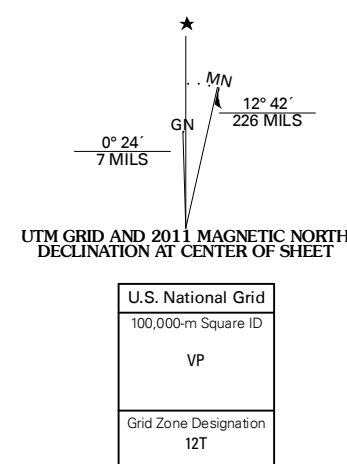 MN
GN
12° 42´
226 MILS
0° 24´
7 MILS
UTM GRID AND 2011 MAGNETIC NORTH
DECLINATION AT CENTER OF SHEET
U.S. National Grid
100,000-m Square ID
VP
Grid Zone Designation
12T